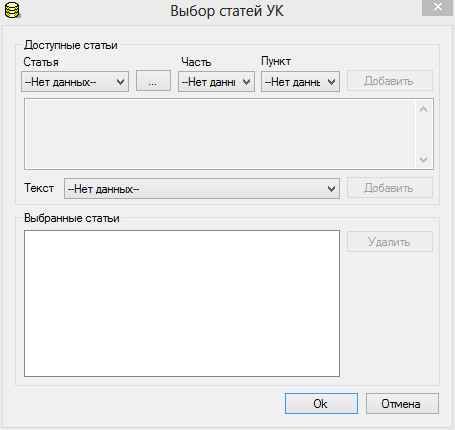 Выбор статей УК
Доступные статьи
Статья Часть Пункт
--Нет данных-- ... --Нет данн --Нет даннь Добавить
Текст --Нет данных-- Добавить
Выбранные статьи
Удалить
Ok Отмена